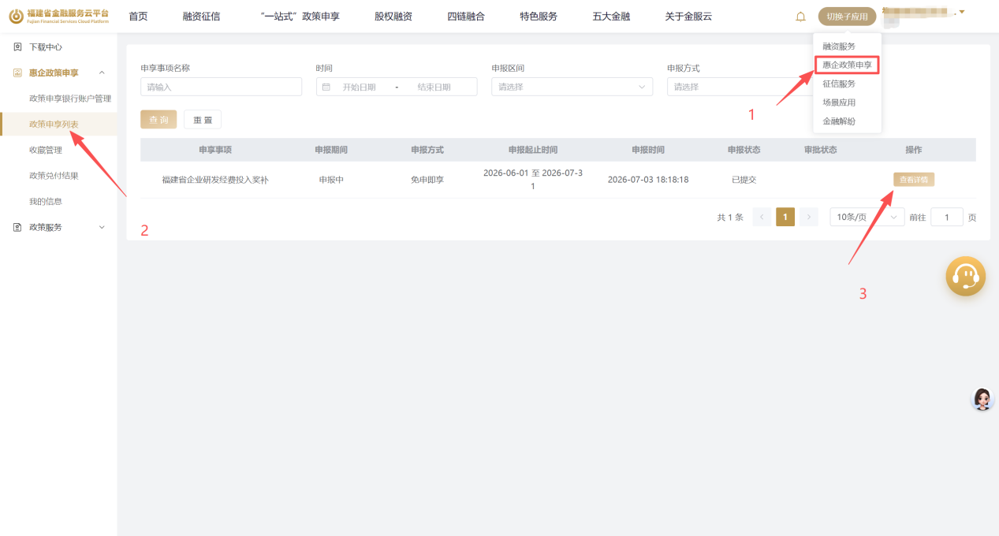 福建省金融服务云平台
Fujian Financial Services Cloud Platform
首页 融资征信 “一站式”政策申享 股权融资 四链融合 特色服务 五大金融 关于金服云 切换子应用
融资服务
惠企政策申享
征信服务
场景应用
金融解纷
下载中心
惠企政策申享
政策申享银行账户管理
政策申享列表
收藏管理
政策兑付结果
我的信息
政策服务
申享事项名称 时间 申报区间 申报方式
请输入 开始日期 - 结束日期 请选择 请选择
1
查 询 重 置
申享事项 申报期间 申报方式 申报起止时间 申报时间 申报状态 审批状态 操作
福建省企业研发经费投入奖补 申报中 免申即享 2026-06-01 至 2026-07-3 2026-07-03 18:18:18 已提交 查看详情
1
共 1 条 1 10条/页 前往 1 页
2
3